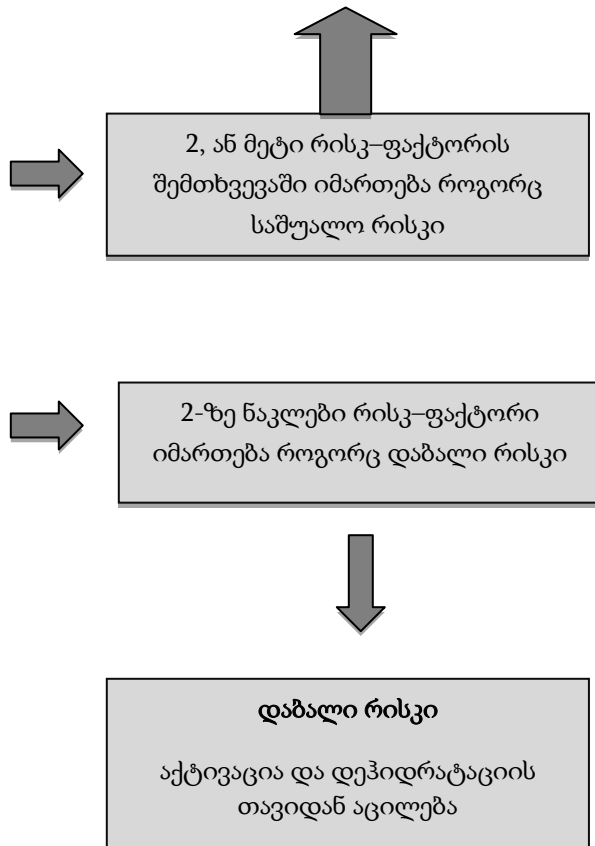 2, ან მეტი რისკ–ფაქტორის
შემთხვევაში იმართება როგორც
საშუალო რისკი
2-ზე ნაკლები რისკ–ფაქტორი
იმართება როგორც დაბალი რისკი
დაბალი რისკი
აქტივაცია და დეჰიდრატაციის
თავიდან აცილება